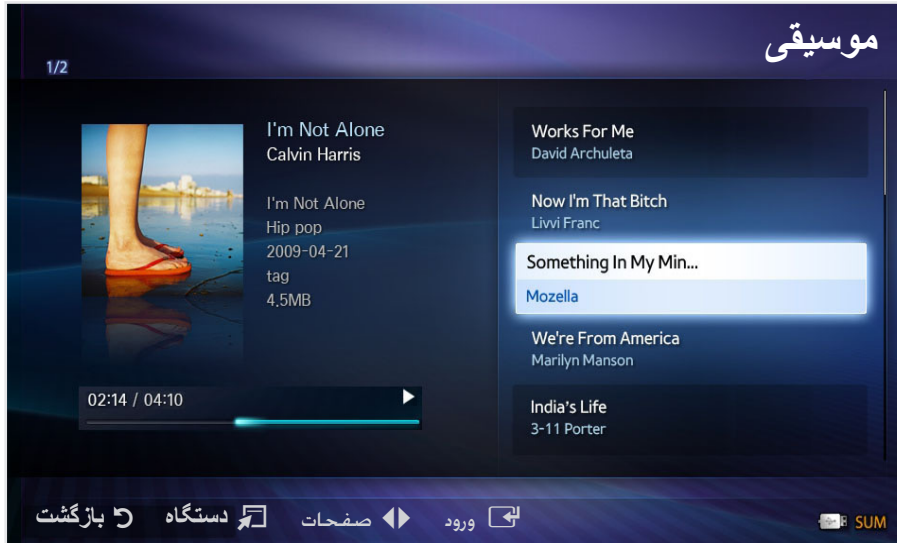 موسیقی
1/2
I'm Not Alone
Calvin Harris
I'm Not Alone
Hip pop
2009-04-21
tag
4.5MB
02:14 / 04:10
Works For Me
David Archuleta
Now I'm That Bitch
Livvi Franc
Something In My Min...
Mozella
We're From America
Marilyn Manson
India's Life
3-11 Porter
ورود صفحات دستگاه بازگشت
SUM